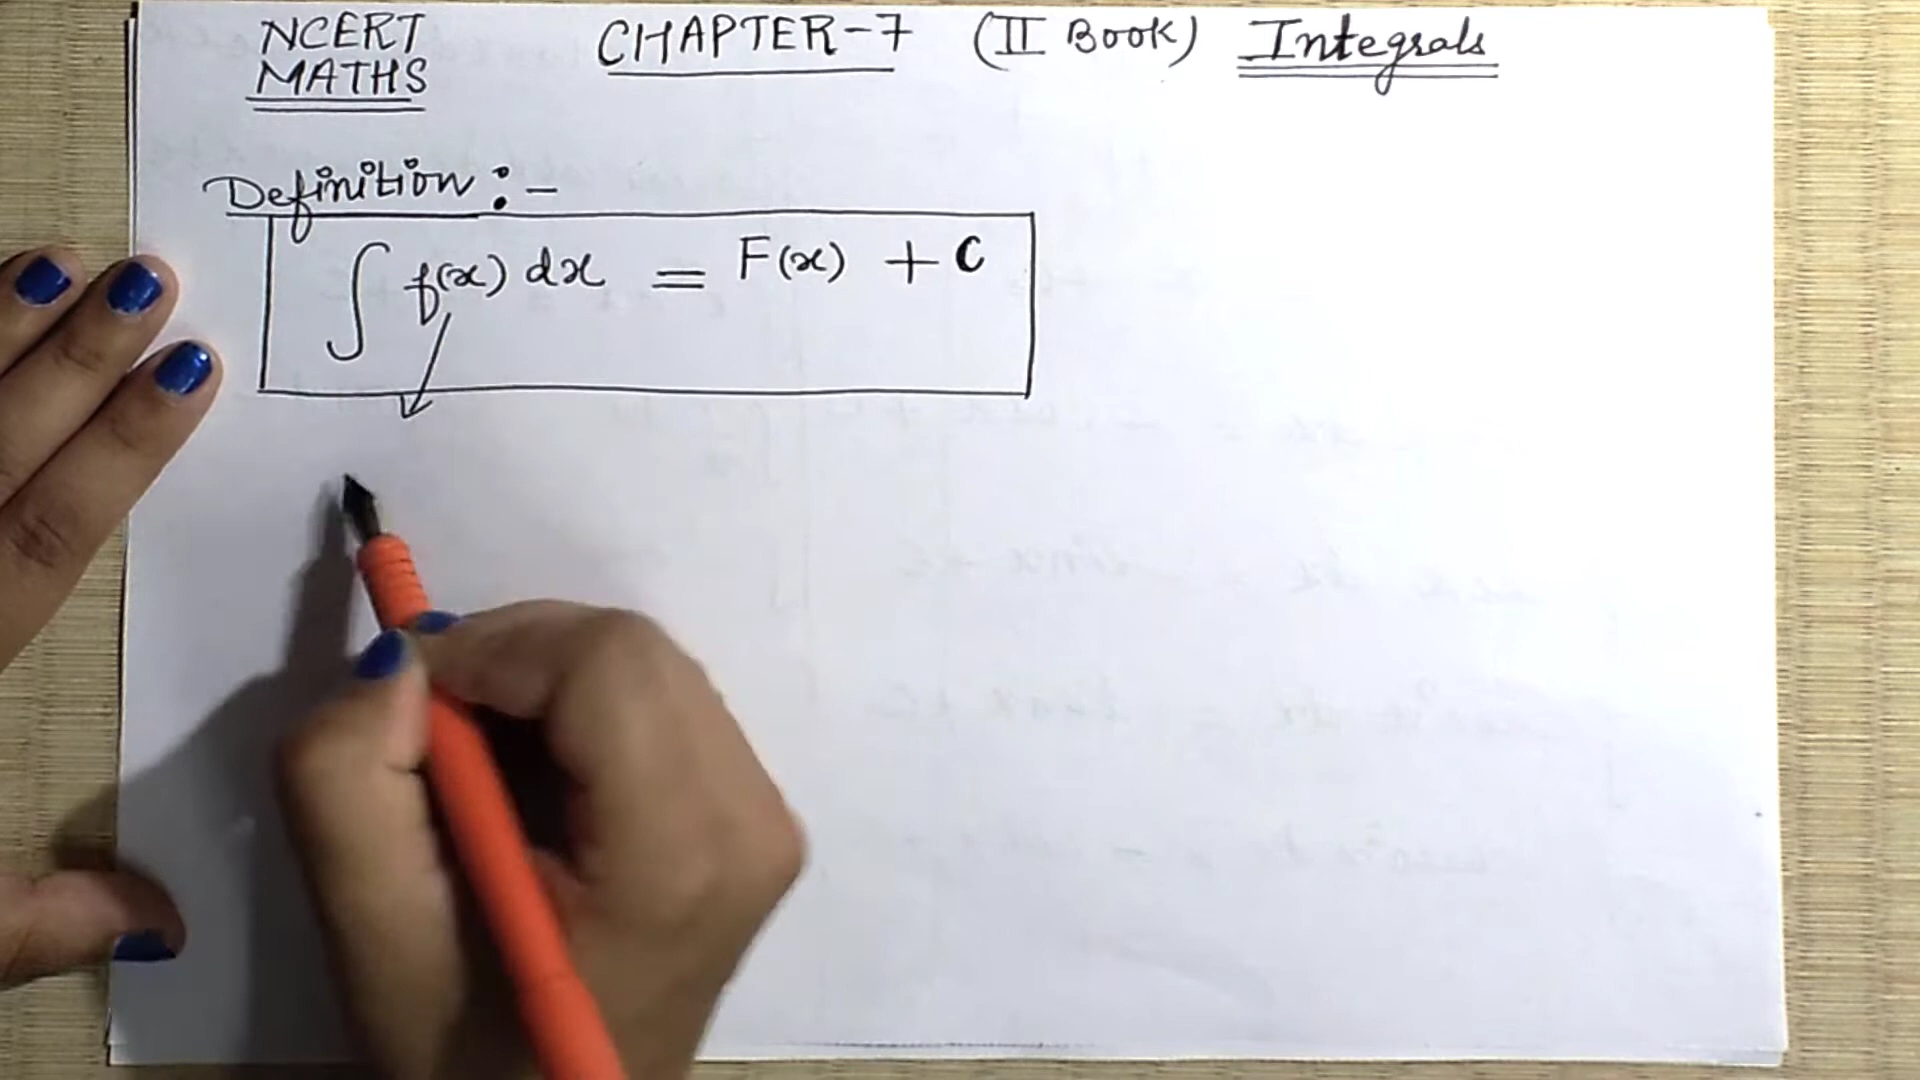 NCERT MATHS CHAPTER-7 (II Book) Integrals
Definition :-
∫ f(x) dx = F(x) + C